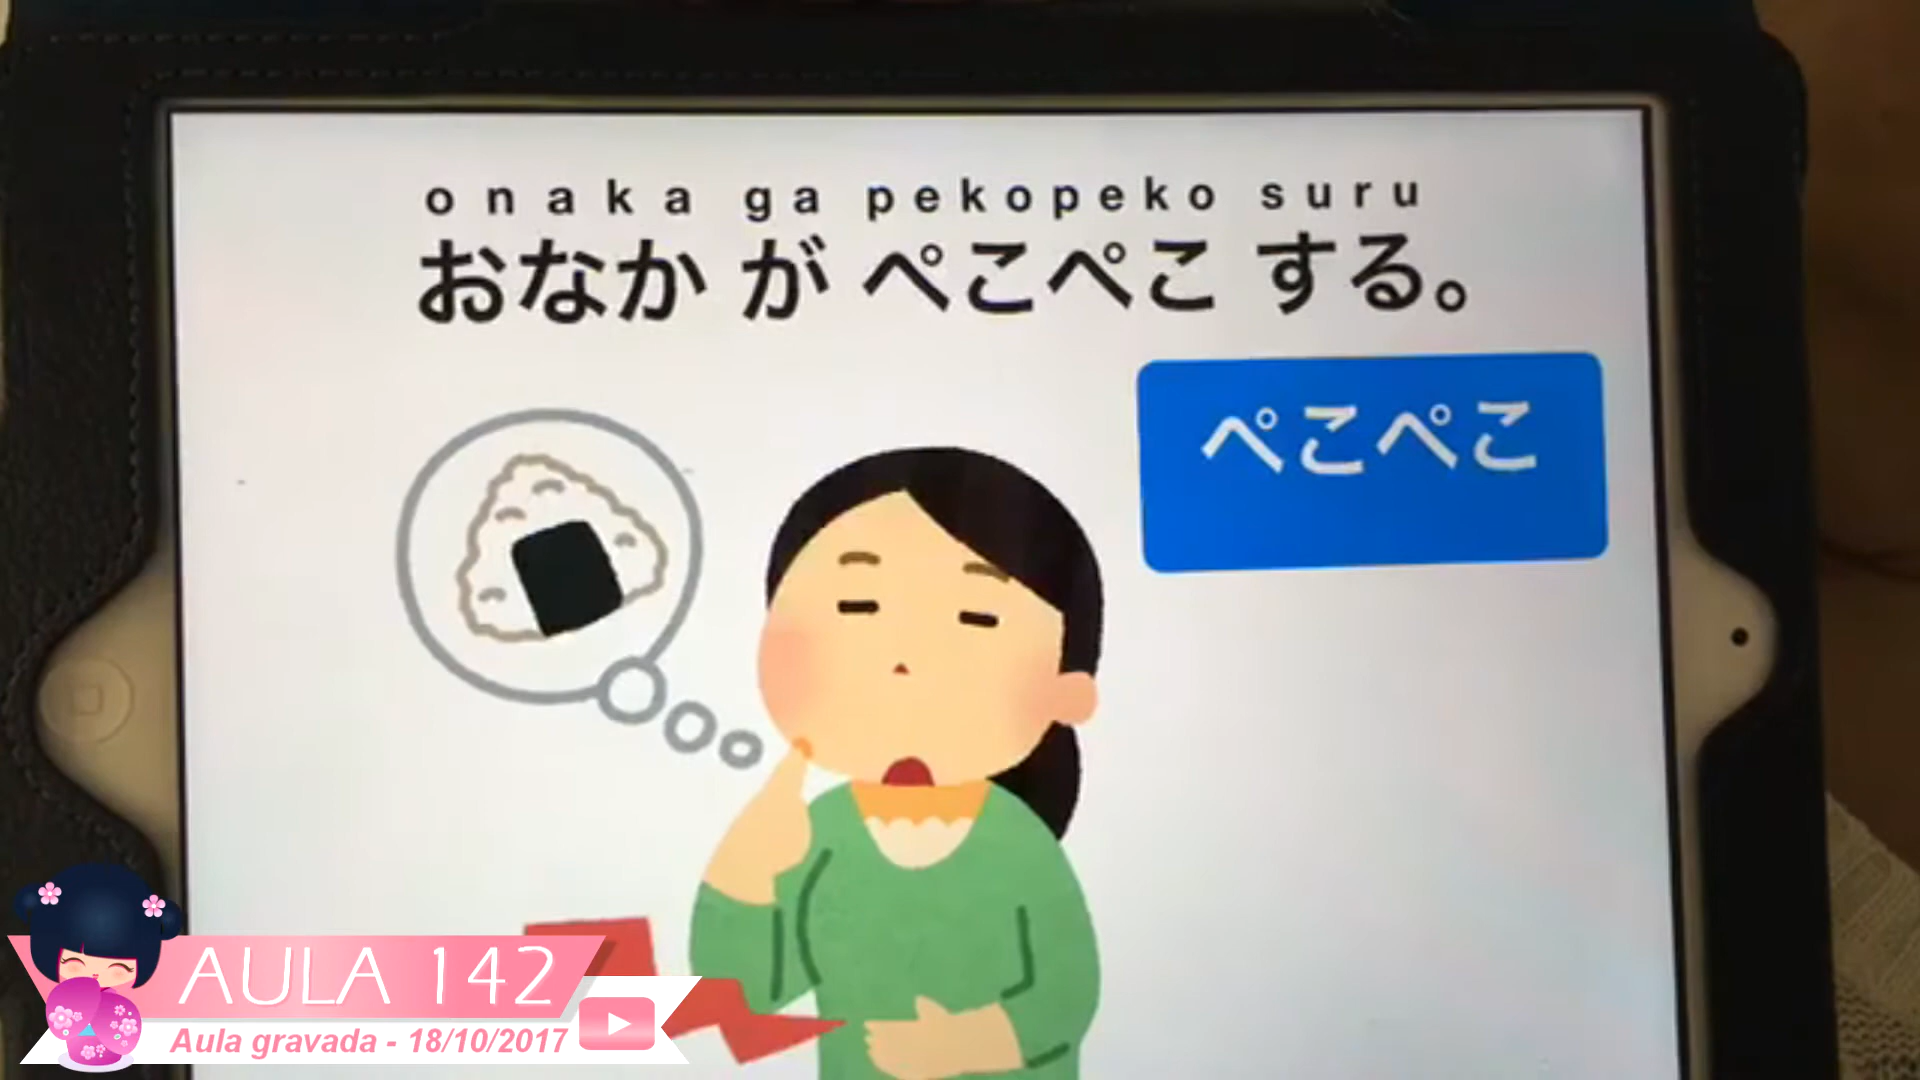 onaka ga pekopeko suru
おなか が ぺこぺこ する。
ぺこぺこ
AULA 142
Aula gravada - 18/10/2017